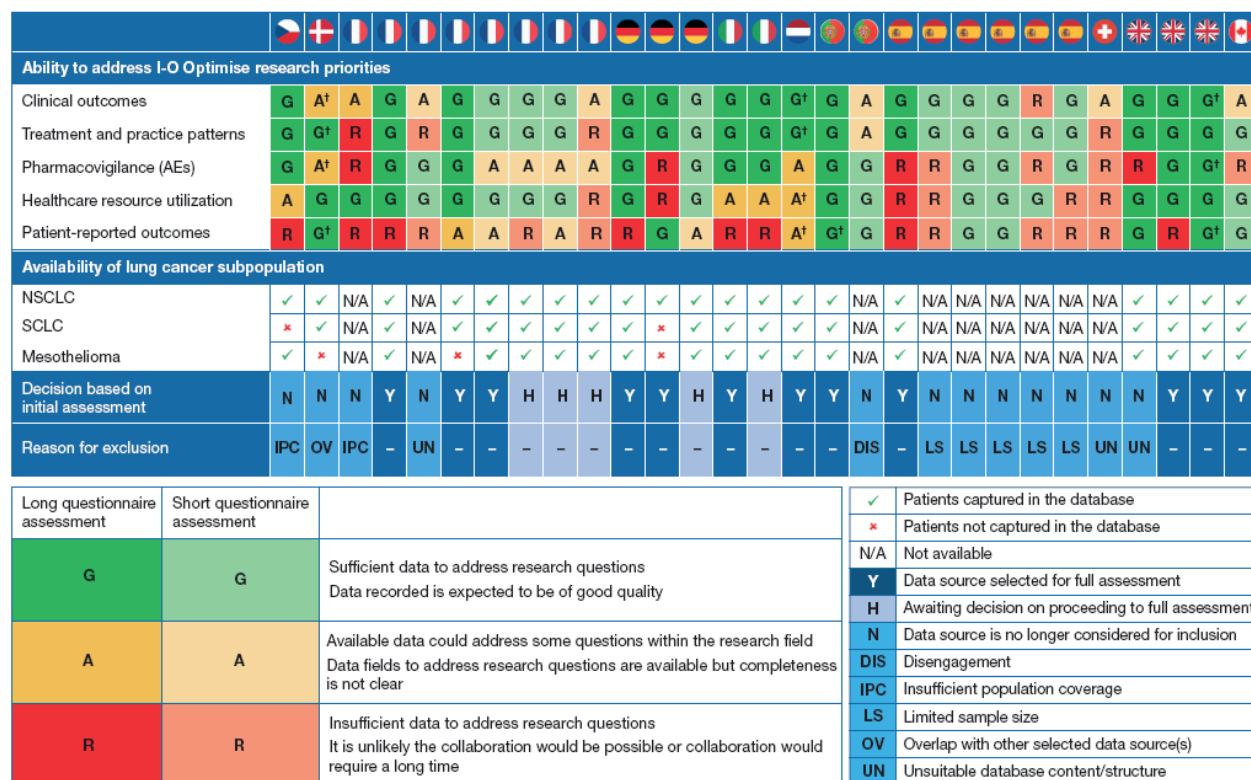 Ability to address I-O Optimise research priorities
Clinical outcomes G A† A G A G G G G A G G G G G G† G A G G G G R G A G G G† A
Treatment and practice patterns G G† R G R G G G G R G G G G G G† G A G G G G G G R G G G G
Pharmacovigilance (AEs) G A† R G G G A A A A G R G G G A G G R R G G R G R R G G† R
Healthcare resource utilization A G G G G G G G G R G R G A A A† G G R R G G G R R G G G G
Patient-reported outcomes R G† R R R A A R A R R G A R R A† G† G R R G G R R R G R G† G
Availability of lung cancer subpopulation
NSCLC ✓ ✓ N/A ✓ N/A ✓ ✓ ✓ ✓ ✓ ✓ ✓ ✓ ✓ ✓ ✓ ✓ N/A ✓ N/A N/A N/A N/A N/A N/A ✓ ✓ ✓ ✓
SCLC × ✓ N/A ✓ N/A ✓ ✓ ✓ ✓ ✓ ✓ × ✓ ✓ ✓ ✓ ✓ N/A ✓ N/A N/A N/A N/A N/A N/A ✓ ✓ ✓ ✓
Mesothelioma ✓ × N/A ✓ N/A × ✓ ✓ ✓ ✓ ✓ × ✓ ✓ ✓ ✓ ✓ N/A ✓ N/A N/A N/A N/A N/A N/A ✓ ✓ ✓ ✓
Decision based on
initial assessment N N N Y N Y Y H H H Y Y H Y H Y Y N Y N N N N N N N Y Y Y
Reason for exclusion IPC OV IPC – UN – – – – – – – – – – – – DIS – LS LS LS LS LS UN UN – – –
Long questionnaire
assessment
Short questionnaire
assessment
G
G
Sufficient data to address research questions
Data recorded is expected to be of good quality
A
A
Available data could address some questions within the research field
Data fields to address research questions are available but completeness
is not clear
R
R
Insufficient data to address research questions
It is unlikely the collaboration would be possible or collaboration would
require a long time
✓ Patients captured in the database
× Patients not captured in the database
N/A Not available
Y Data source selected for full assessment
H Awaiting decision on proceeding to full assessment
N Data source is no longer considered for inclusion
DIS Disengagement
IPC Insufficient population coverage
LS Limited sample size
OV Overlap with other selected data source(s)
UN Unsuitable database content/structure